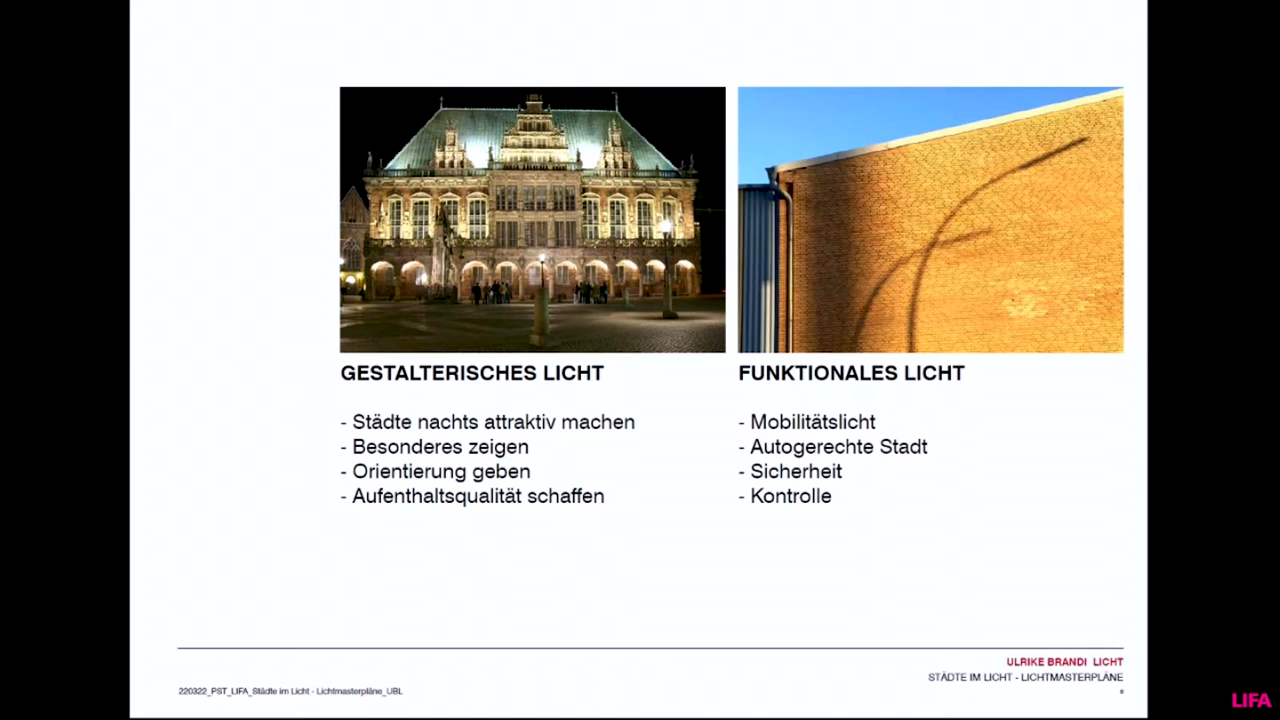 GESTALTERISCHES LICHT
- Städte nachts attraktiv machen
- Besonderes zeigen
- Orientierung geben
- Aufenthaltsqualität schaffen
FUNKTIONALES LICHT
- Mobilitätslicht
- Autogerechte Stadt
- Sicherheit
- Kontrolle
ULRIKE BRANDI LICHT
STÄDTE IM LICHT - LICHTMASTERPLÄNE
220322_PST_LIFA_Städte im Licht - Lichtmasterpläne_UBL
LIFA